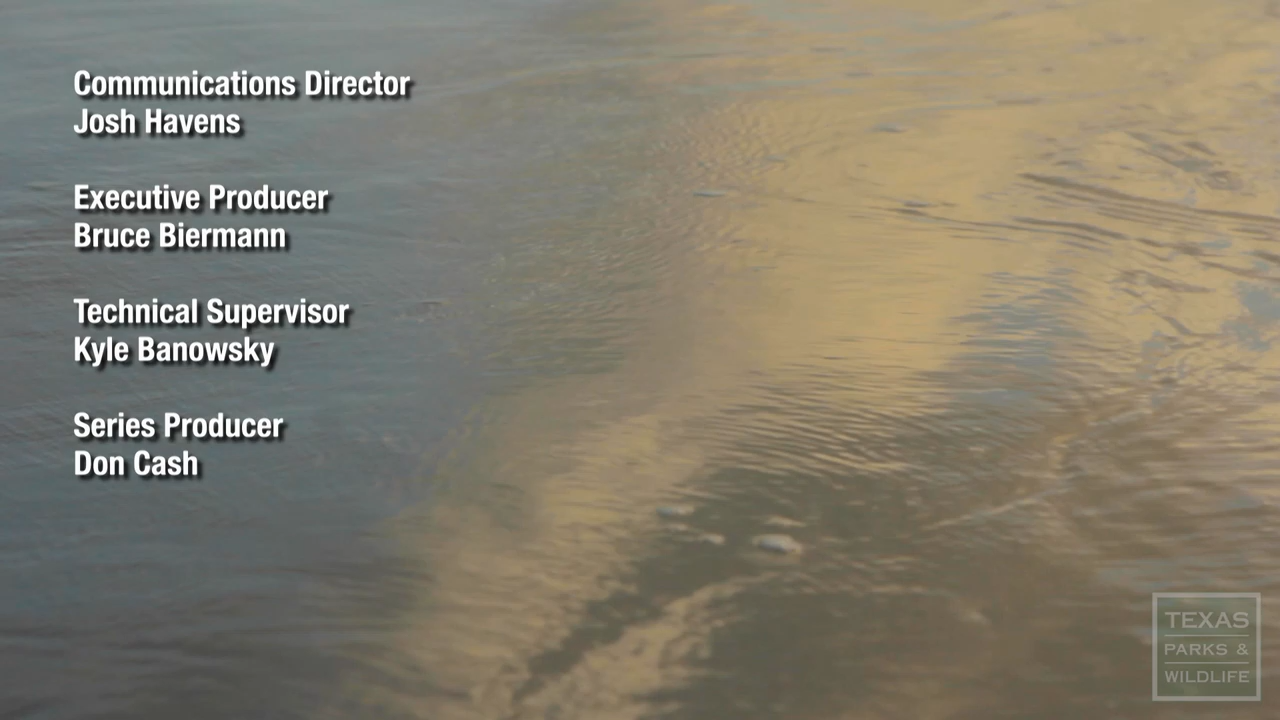 Communications Director
Josh Havens
Executive Producer
Bruce Biermann
Technical Supervisor
Kyle Banowsky
Series Producer
Don Cash
TEXAS
PARKS &
WILDLIFE